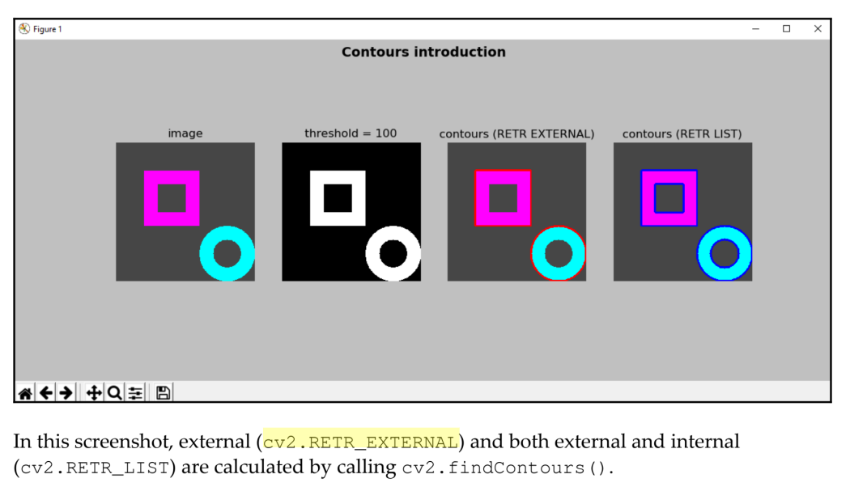 Figure 1
Contours introduction
image
threshold = 100
contours (RETR EXTERNAL)
contours (RETR LIST)
In this screenshot, external (cv2.RETR_EXTERNAL) and both external and internal
(cv2.RETR_LIST) are calculated by calling cv2.findContours().